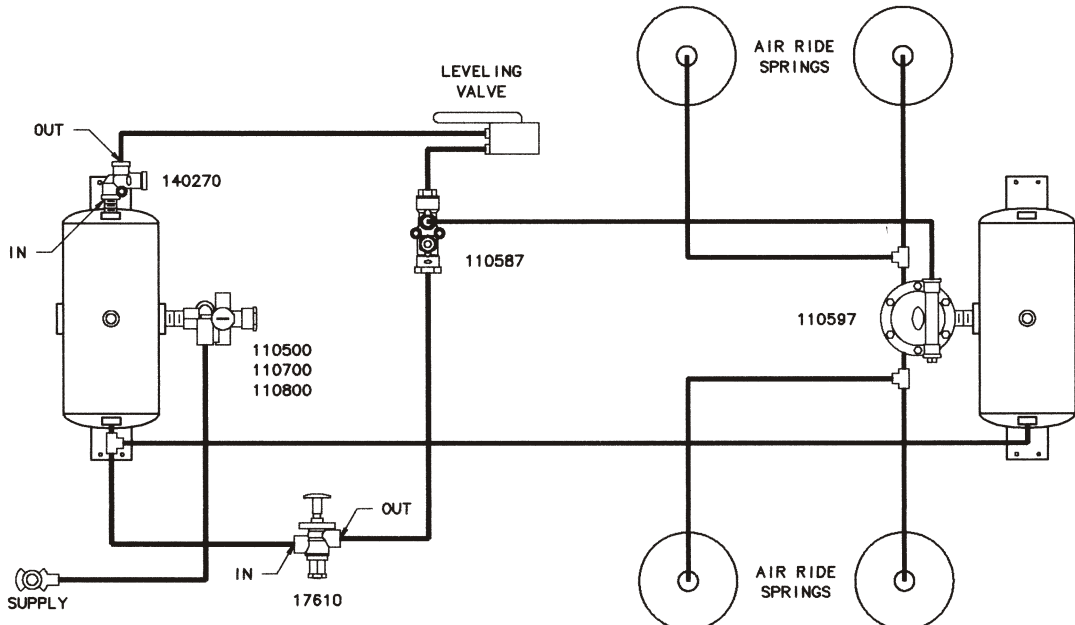 AIR RIDE
SPRINGS
LEVELING
VALVE
OUT
140270
IN
110587
110597
110500
110700
110800
OUT
IN
17610
SUPPLY
AIR RIDE
SPRINGS